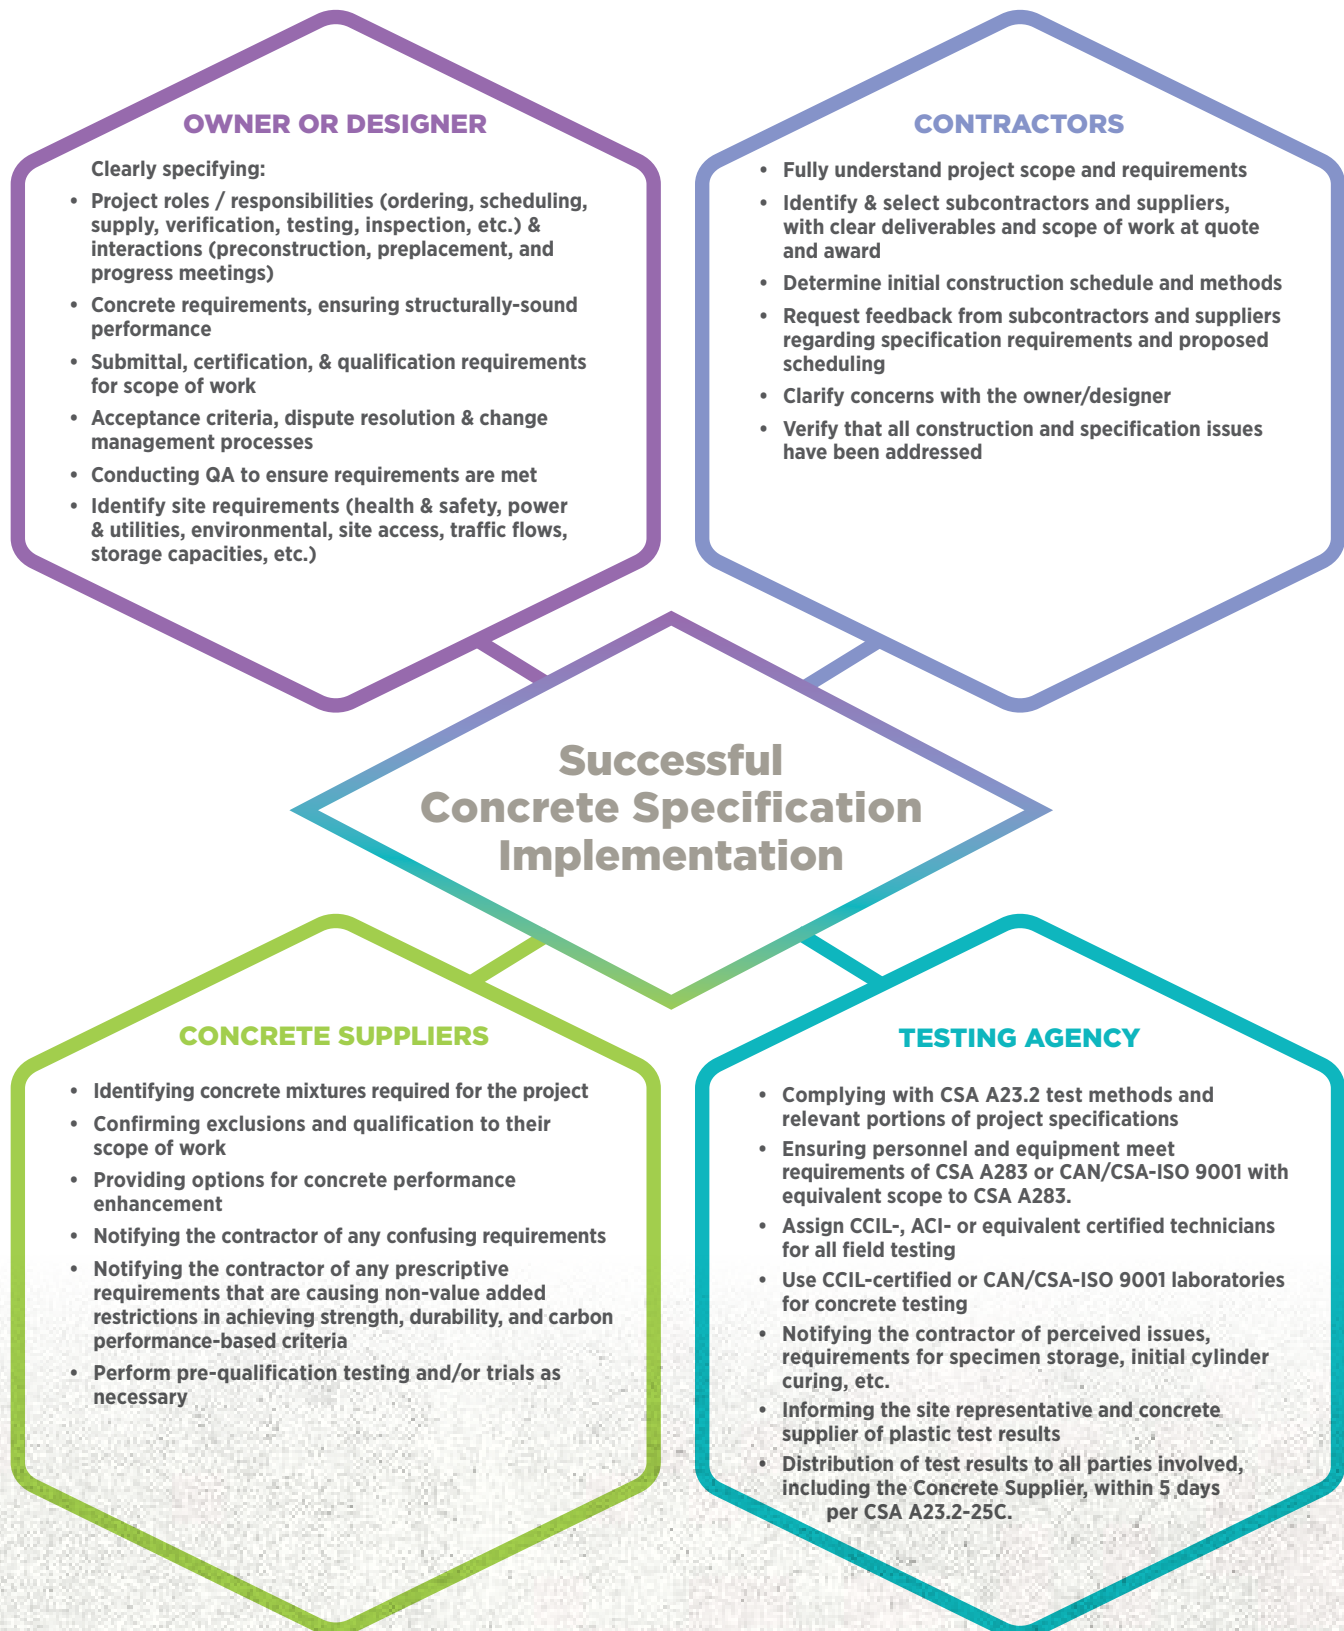 OWNER OR DESIGNER
Clearly specifying:
• Project roles / responsibilities (ordering, scheduling,
supply, verification, testing, inspection, etc.) &
interactions (preconstruction, preplacement, and
progress meetings)
• Concrete requirements, ensuring structurally-sound
performance
• Submittal, certification, & qualification requirements
for scope of work
• Acceptance criteria, dispute resolution & change
management processes
• Conducting QA to ensure requirements are met
• Identify site requirements (health & safety, power
& utilities, environmental, site access, traffic flows,
storage capacities, etc.)
CONTRACTORS
• Fully understand project scope and requirements
• Identify & select subcontractors and suppliers,
with clear deliverables and scope of work at quote
and award
• Determine initial construction schedule and methods
• Request feedback from subcontractors and suppliers
regarding specification requirements and proposed
scheduling
• Clarify concerns with the owner/designer
• Verify that all construction and specification issues
have been addressed
Successful
Concrete Specification
Implementation
CONCRETE SUPPLIERS
• Identifying concrete mixtures required for the project
• Confirming exclusions and qualification to their
scope of work
• Providing options for concrete performance
enhancement
• Notifying the contractor of any confusing requirements
• Notifying the contractor of any prescriptive
requirements that are causing non-value added
restrictions in achieving strength, durability, and carbon
performance-based criteria
• Perform pre-qualification testing and/or trials as
necessary
TESTING AGENCY
• Complying with CSA A23.2 test methods and
relevant portions of project specifications
• Ensuring personnel and equipment meet
requirements of CSA A283 or CAN/CSA-ISO 9001 with
equivalent scope to CSA A283.
• Assign CCIL-, ACI- or equivalent certified technicians
for all field testing
• Use CCIL-certified or CAN/CSA-ISO 9001 laboratories
for concrete testing
• Notifying the contractor of perceived issues,
requirements for specimen storage, initial cylinder
curing, etc.
• Informing the site representative and concrete
supplier of plastic test results
• Distribution of test results to all parties involved,
including the Concrete Supplier, within 5 days
per CSA A23.2-25C.